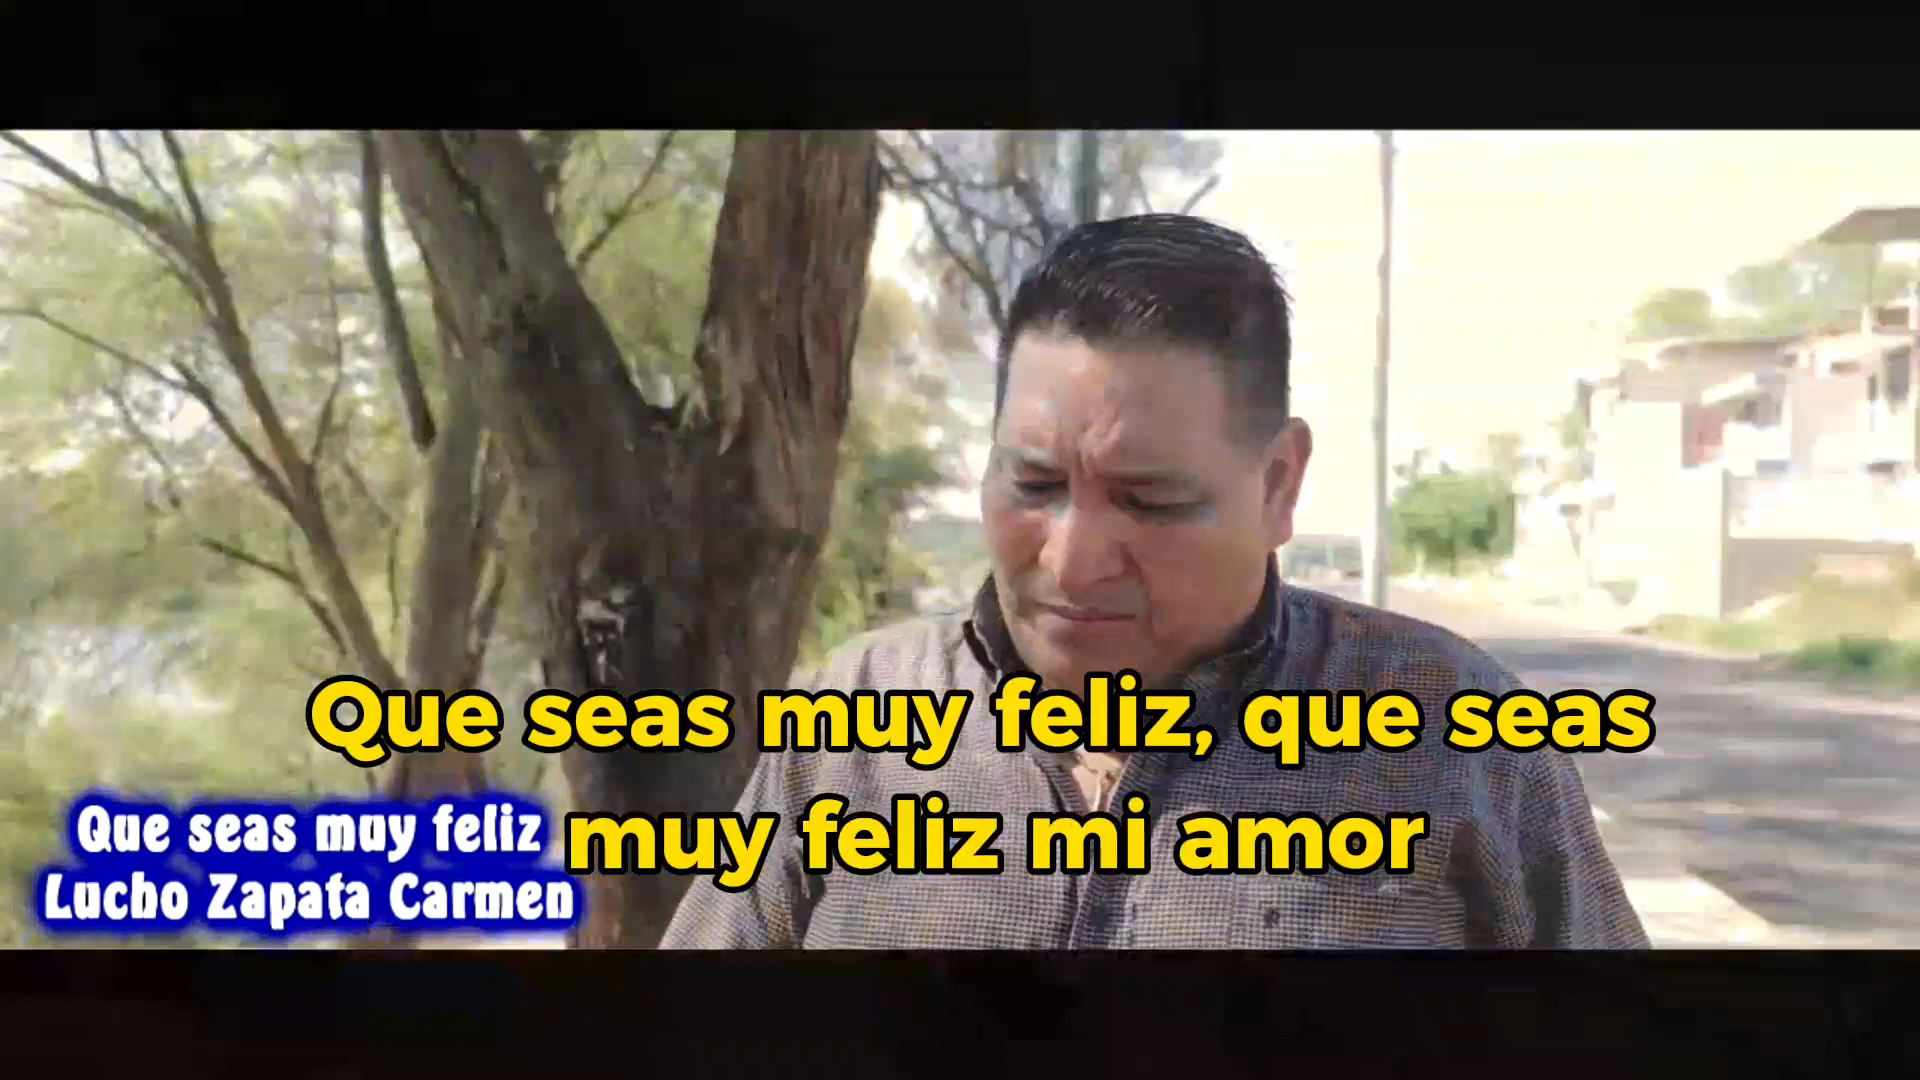 Que seas muy feliz, que seas
muy feliz mi amor
Que seas muy feliz
Lucho Zapata Carmen